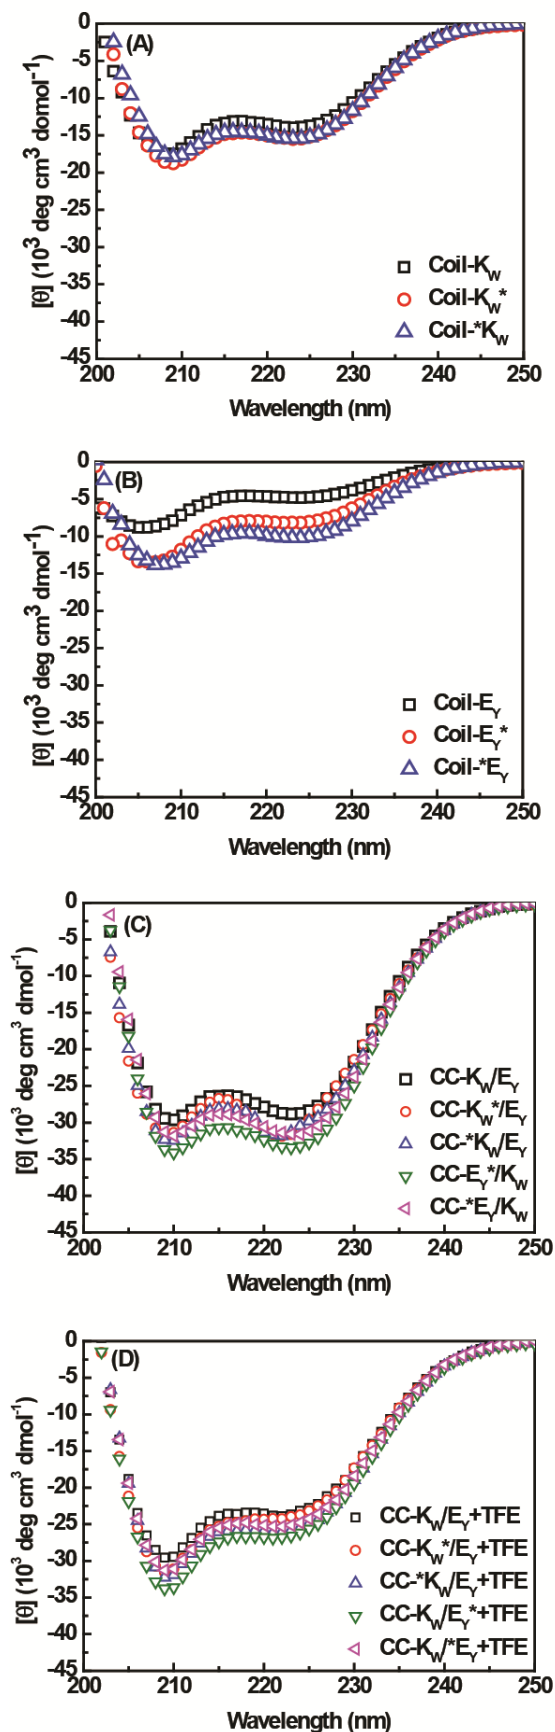 (A)
[θ] (10³ deg cm³ domol⁻¹)
0
-5
-10
-15
-20
-25
-30
-35
-40
-45
Coil-K_W
Coil-K_W*
Coil-*K_W
200 210 220 230 240 250
Wavelength (nm)
(B)
[θ] (10³ deg cm³ dmol⁻¹)
0
-5
-10
-15
-20
-25
-30
-35
-40
-45
Coil-E_Y
Coil-E_Y*
Coil-*E_Y
200 210 220 230 240 250
Wavelength (nm)
(C)
[θ] (10³ deg cm³ dmol⁻¹)
0
-5
-10
-15
-20
-25
-30
-35
-40
-45
CC-K_W/E_Y
CC-K_W*/E_Y
CC-*K_W/E_Y
CC-E_Y*/K_W
CC-*E_Y/K_W
200 210 220 230 240 250
Wavelength (nm)
(D)
[θ] (10³ deg cm³ dmol⁻¹)
0
-5
-10
-15
-20
-25
-30
-35
-40
-45
CC-K_W/E_Y+TFE
CC-K_W*/E_Y+TFE
CC-*K_W/E_Y+TFE
CC-K_W/E_Y*+TFE
CC-K_W/*E_Y+TFE
200 210 220 230 240 250
Wavelength (nm)